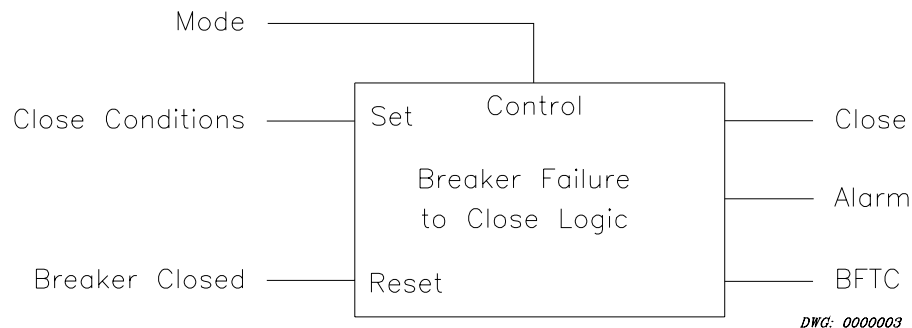 Mode
Close Conditions
Set
Control
Close
Breaker Failure
to Close Logic
Alarm
Breaker Closed
Reset
BFTC
DWG: 0000003